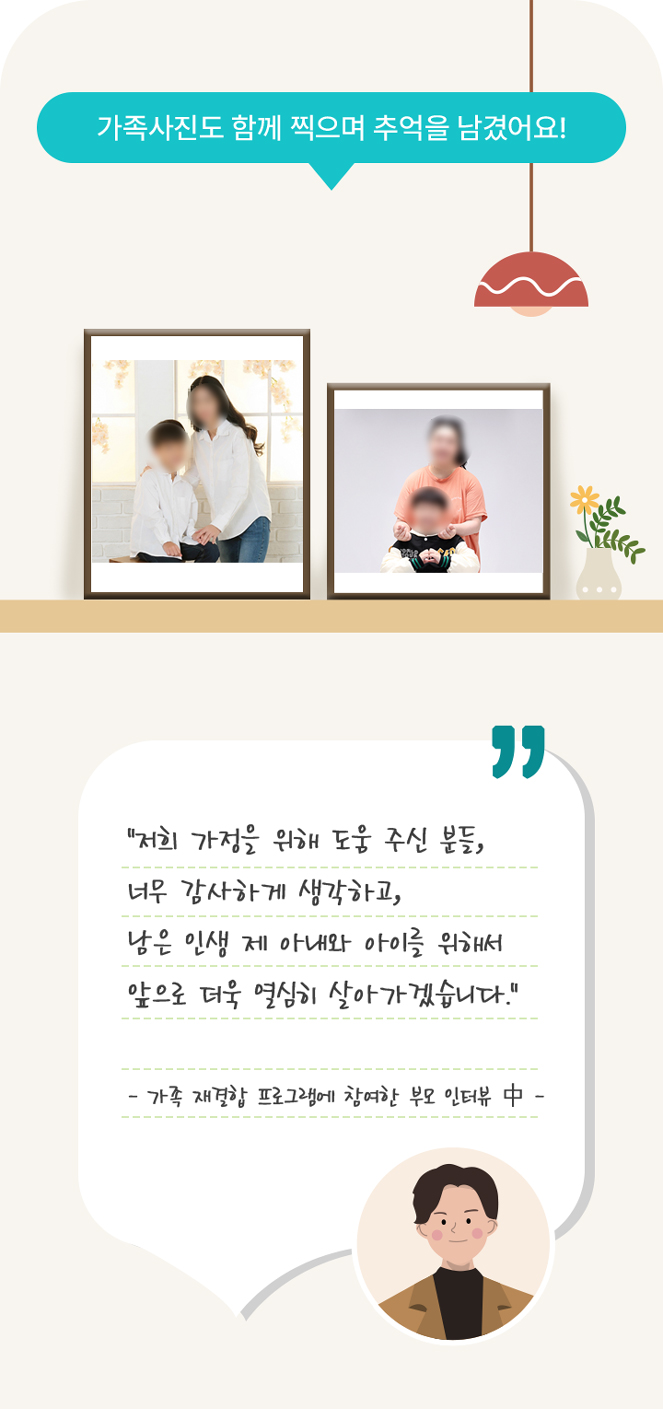 가족사진도 함께 찍으며 추억을 남겼어요!
"저희 가정을 위해 도움 주신 분들,
너무 감사하게 생각하고,
남은 인생 제 아내와 아이를 위해서
앞으로 더욱 열심히 살아가겠습니다."
- 가족 재결합 프로그램에 참여한 부모 인터뷰 中 -